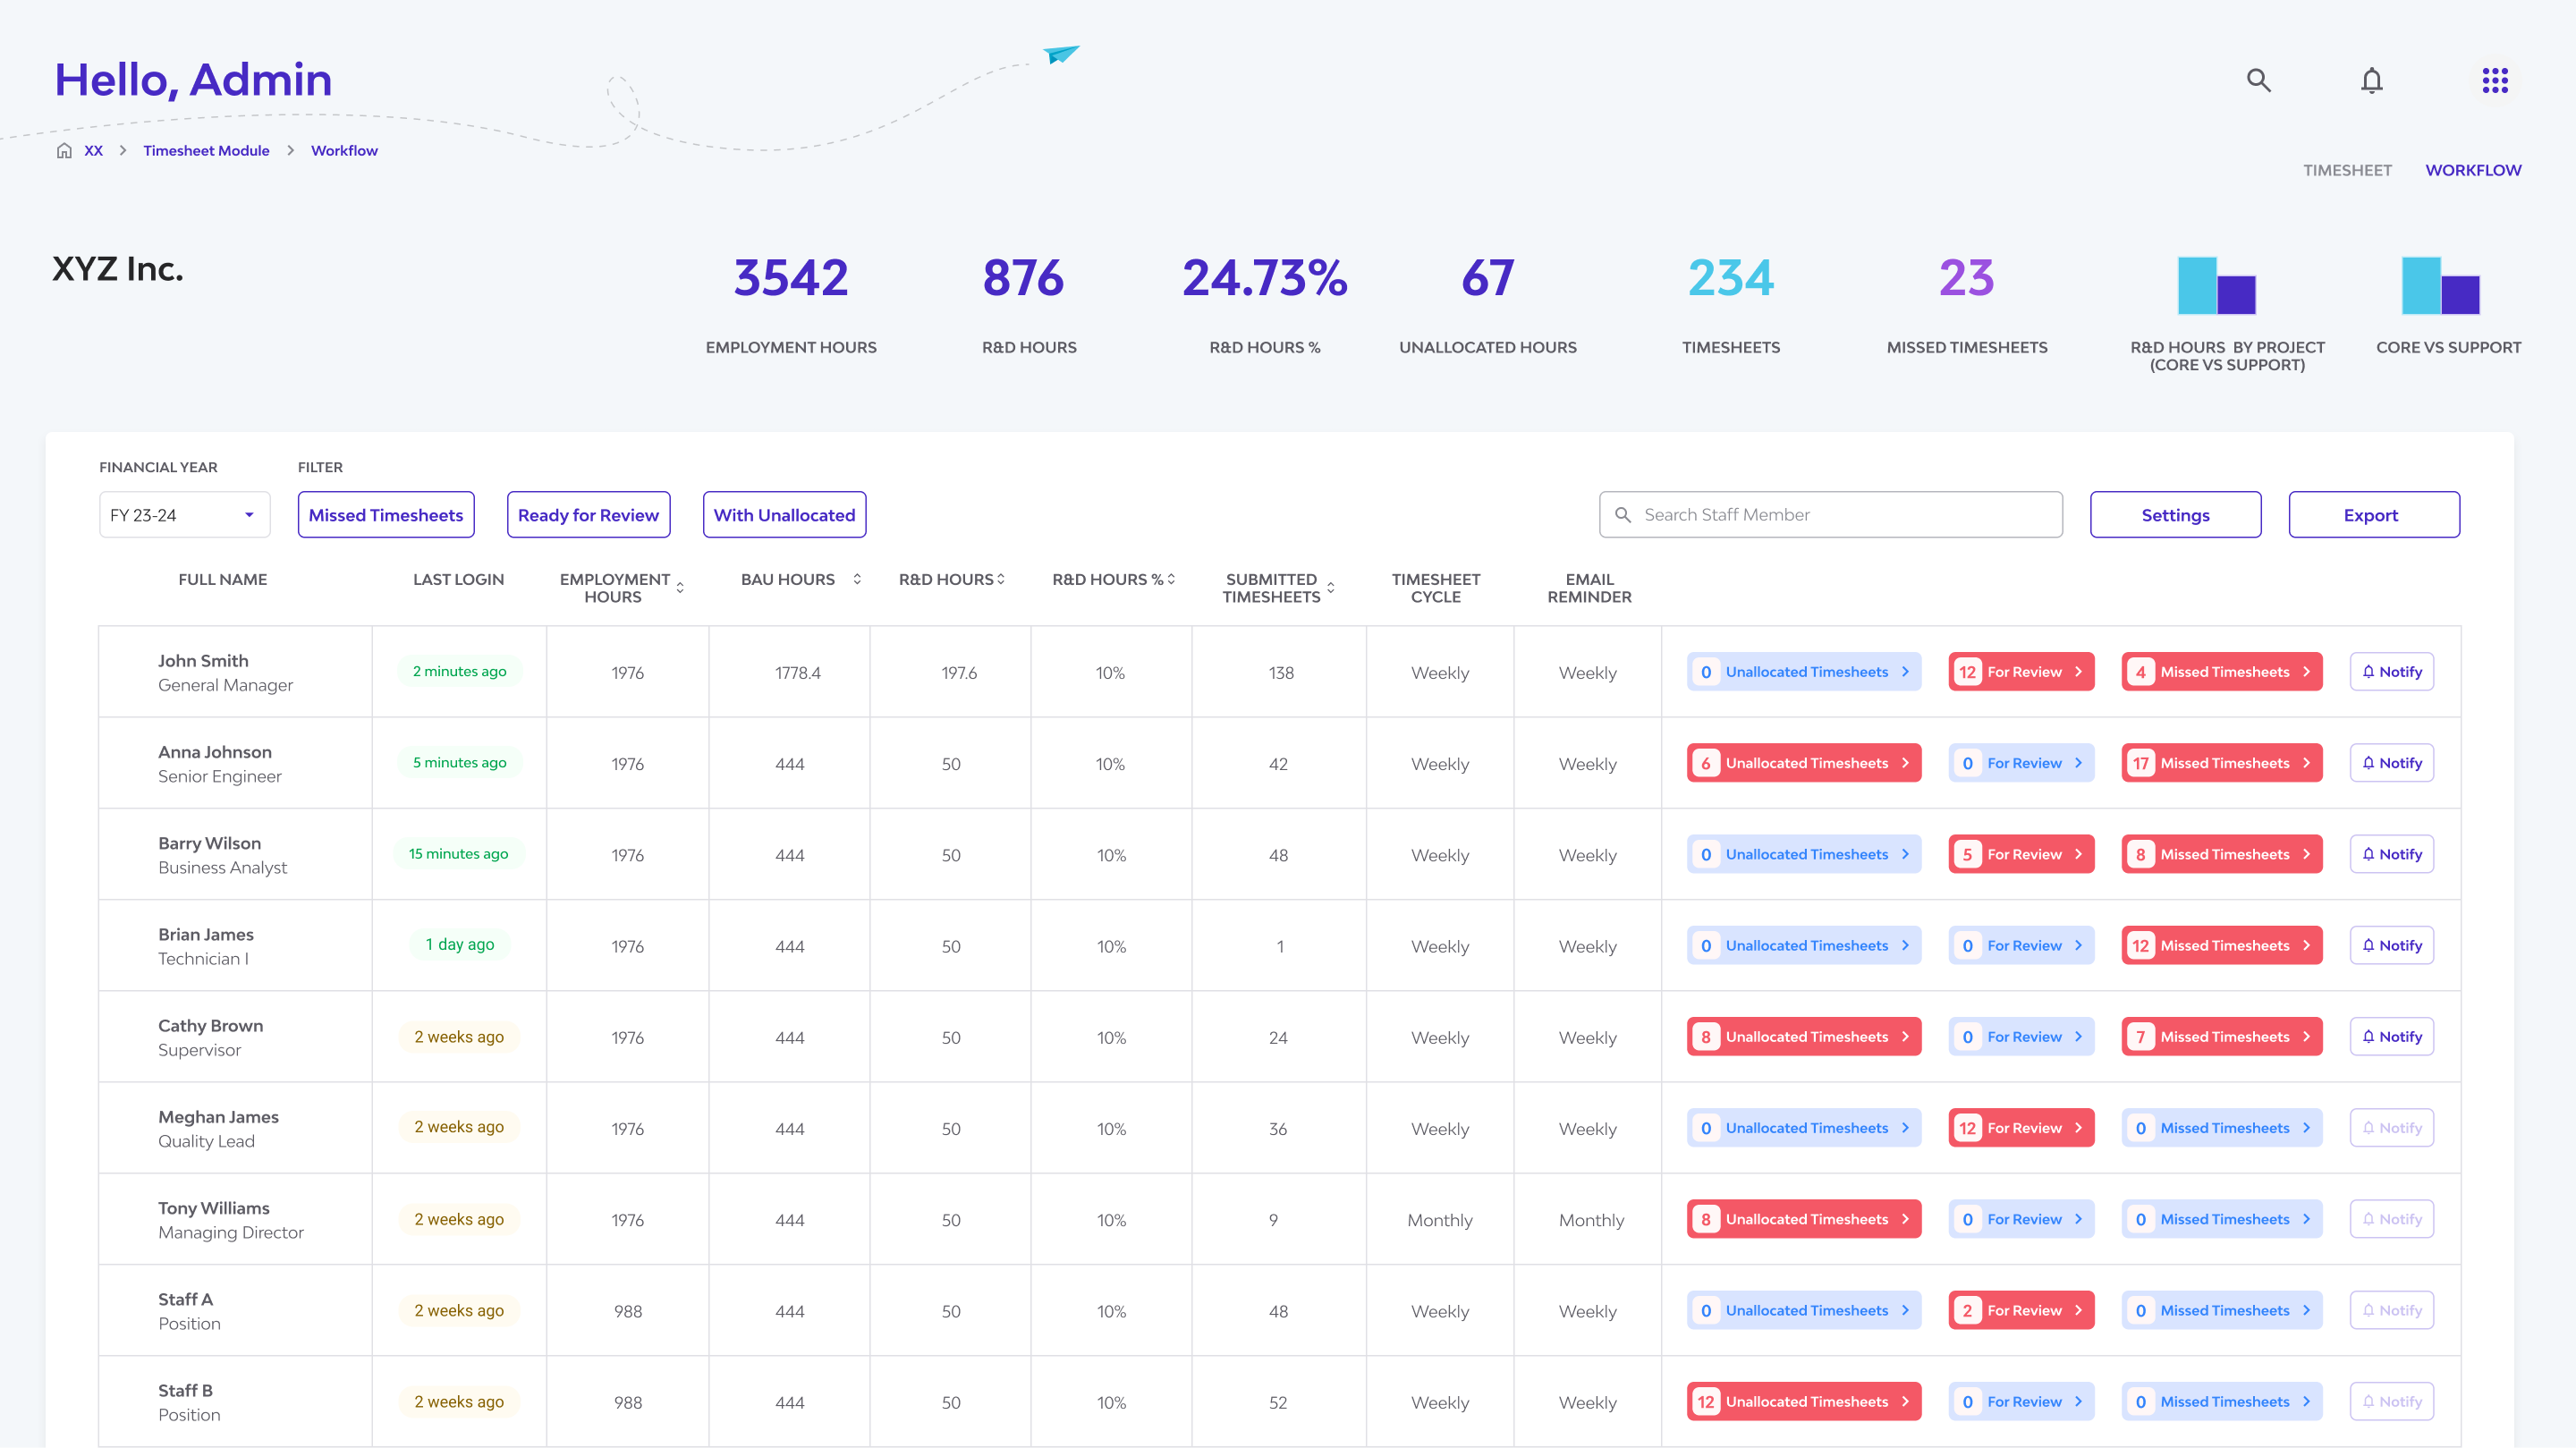 Hello, Admin
XX > Timesheet Module > Workflow
TIMESHEET WORKFLOW
XYZ Inc.
3542 876 24.73% 67 234 23
EMPLOYMENT HOURS R&D HOURS R&D HOURS % UNALLOCATED HOURS TIMESHEETS MISSED TIMESHEETS R&D HOURS BY PROJECT CORE VS SUPPORT
(CORE VS SUPPORT)
FINANCIAL YEAR FILTER
FY 23-24 Missed Timesheets Ready for Review With Unallocated Search Staff Member Settings Export
FULL NAME LAST LOGIN EMPLOYMENT BAU HOURS R&D HOURS R&D HOURS % SUBMITTED TIMESHEET EMAIL
HOURS TIMESHEETS CYCLE REMINDER
John Smith
General Manager
2 minutes ago 1976 1778.4 197.6 10% 138 Weekly Weekly 0 Unallocated Timesheets 12 For Review 4 Missed Timesheets Notify
Anna Johnson
Senior Engineer
5 minutes ago 1976 444 50 10% 42 Weekly Weekly 6 Unallocated Timesheets 0 For Review 17 Missed Timesheets Notify
Barry Wilson
Business Analyst
15 minutes ago 1976 444 50 10% 48 Weekly Weekly 0 Unallocated Timesheets 5 For Review 8 Missed Timesheets Notify
Brian James
Technician I
1 day ago 1976 444 50 10% 1 Weekly Weekly 0 Unallocated Timesheets 0 For Review 12 Missed Timesheets Notify
Cathy Brown
Supervisor
2 weeks ago 1976 444 50 10% 24 Weekly Weekly 8 Unallocated Timesheets 0 For Review 7 Missed Timesheets Notify
Meghan James
Quality Lead
2 weeks ago 1976 444 50 10% 36 Weekly Weekly 0 Unallocated Timesheets 12 For Review 0 Missed Timesheets Notify
Tony Williams
Managing Director
2 weeks ago 1976 444 50 10% 9 Monthly Monthly 8 Unallocated Timesheets 0 For Review 0 Missed Timesheets Notify
Staff A
Position
2 weeks ago 988 444 50 10% 48 Weekly Weekly 0 Unallocated Timesheets 2 For Review 0 Missed Timesheets Notify
Staff B
Position
2 weeks ago 988 444 50 10% 52 Weekly Weekly 12 Unallocated Timesheets 0 For Review 0 Missed Timesheets Notify